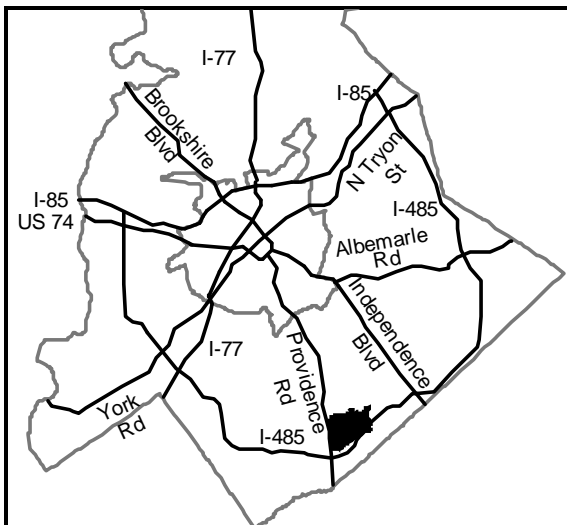 I-77
I-85
Brookshire
Blvd
N Tryon
St
I-85
US 74
I-485
Albemarle
Rd
Independence
Blvd
I-77
Providence
Rd
York
Rd
I-485